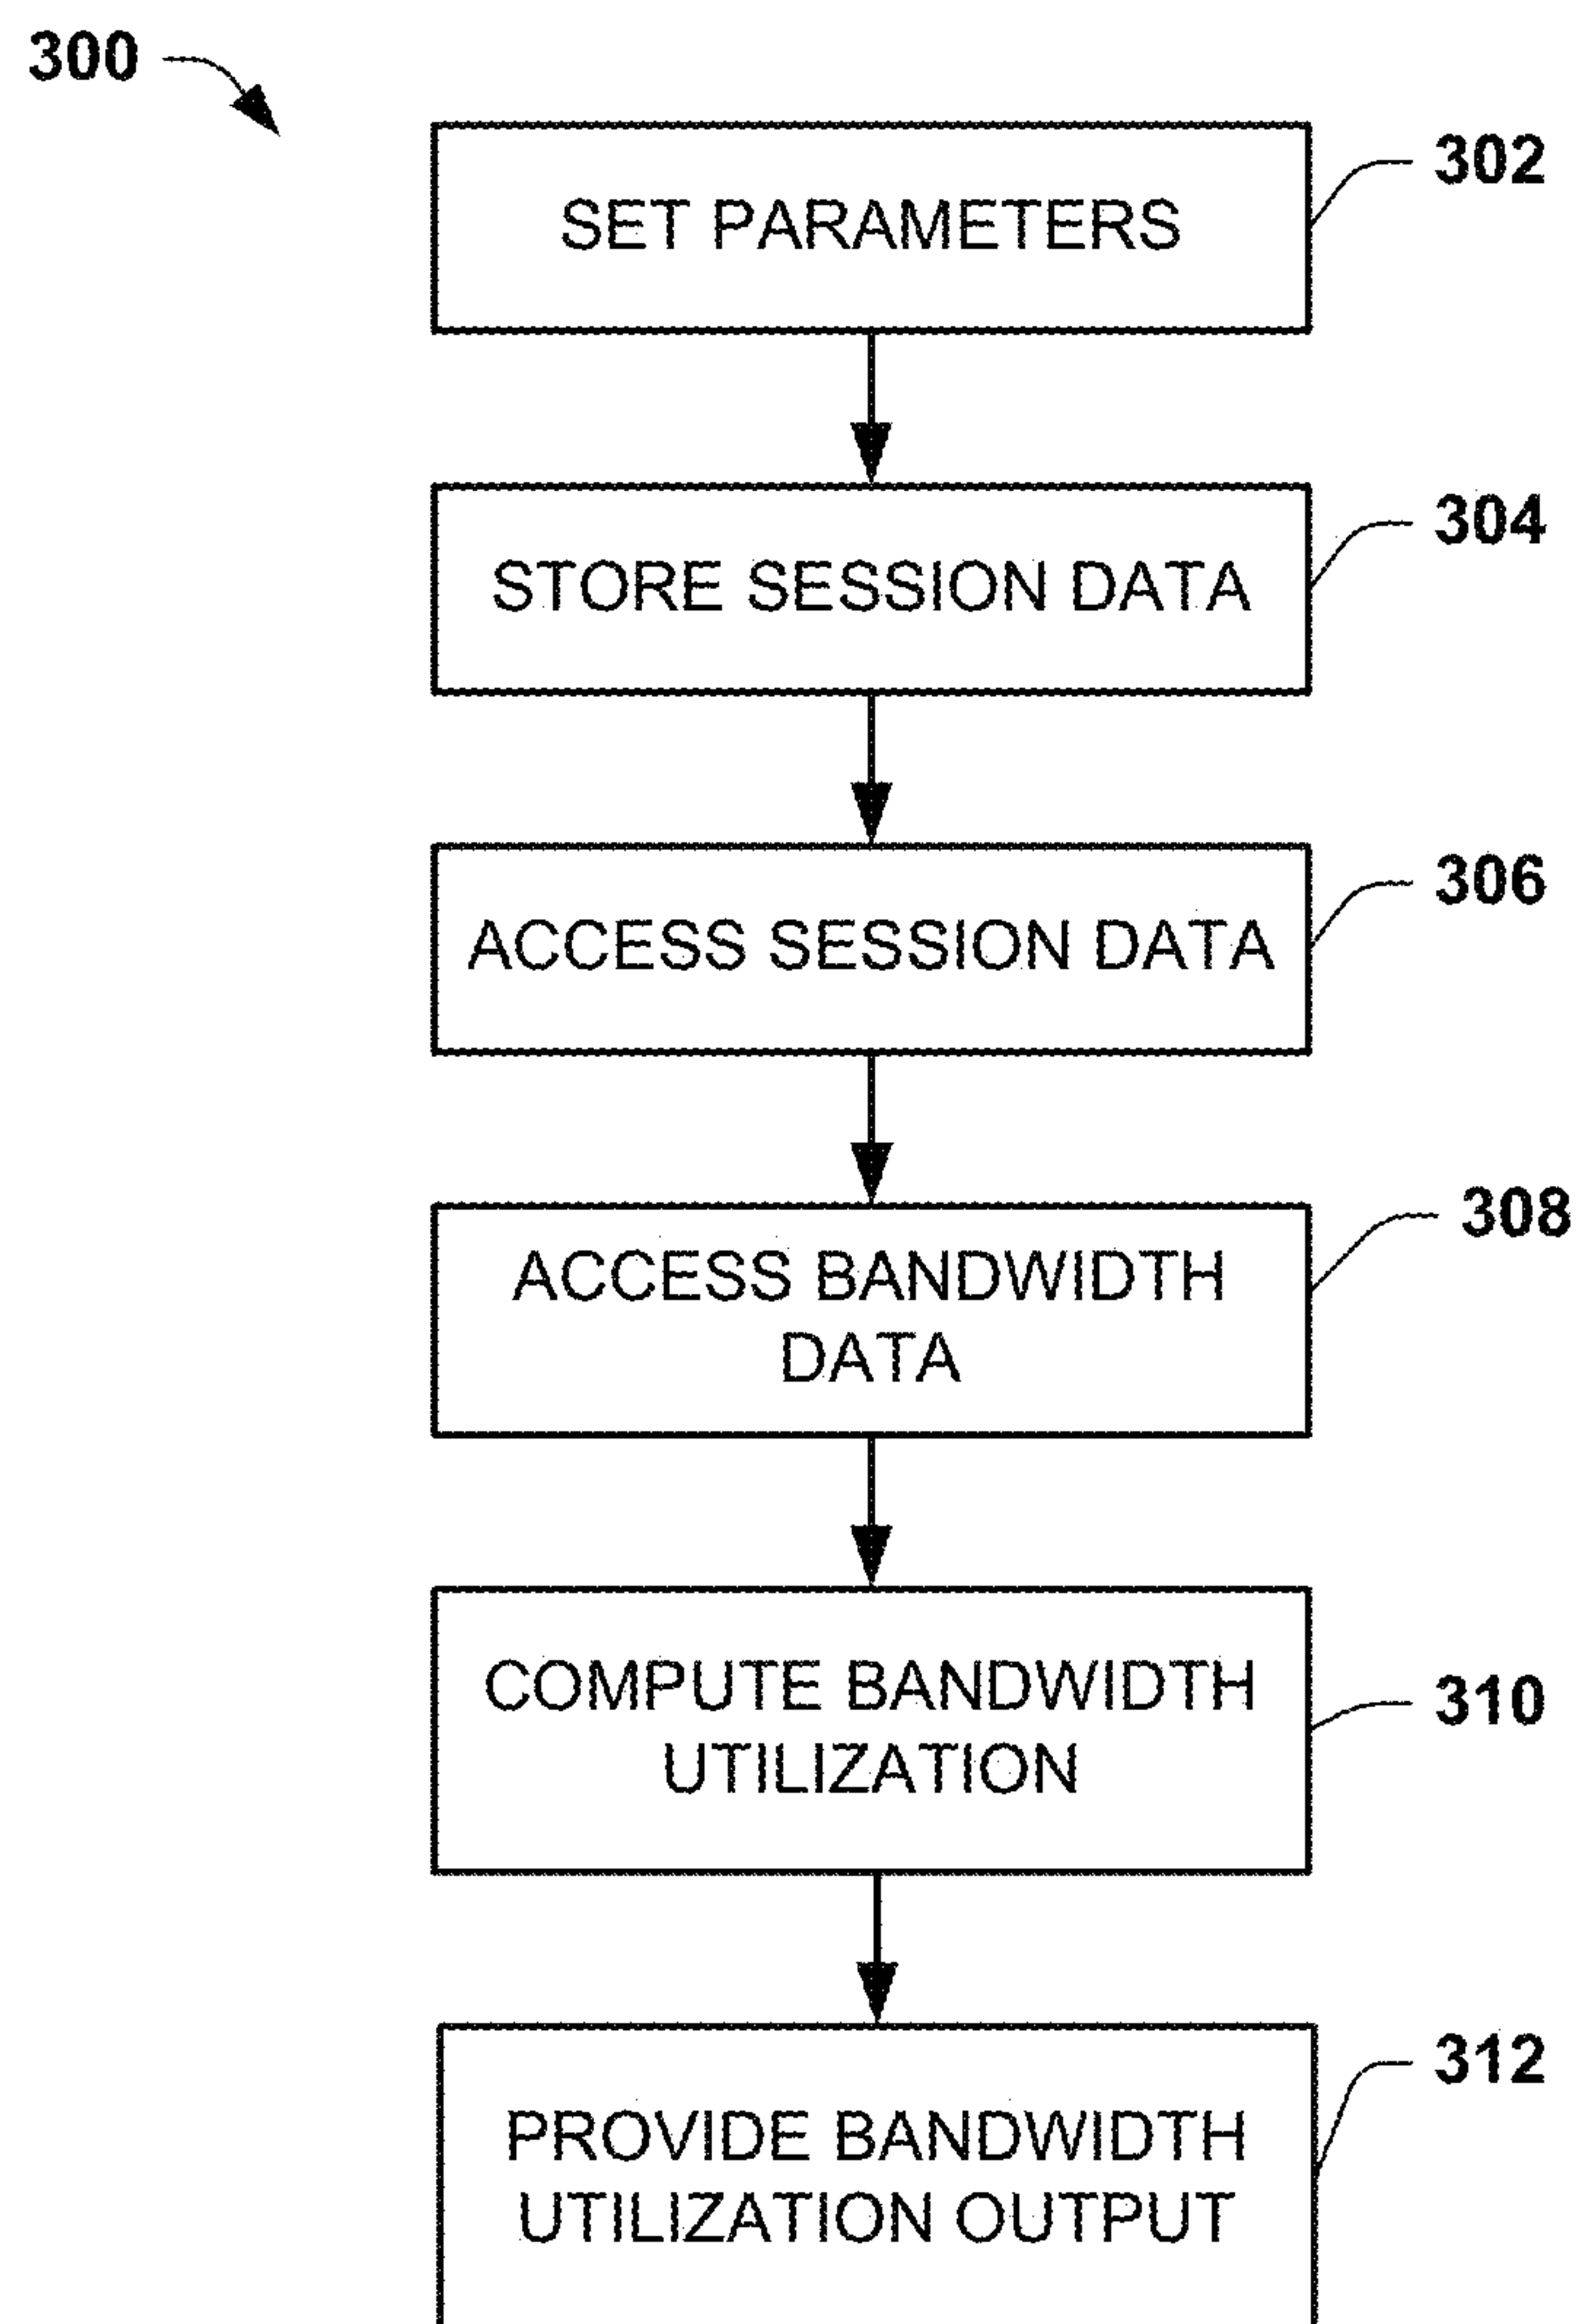 300
302
SET PARAMETERS
304
STORE SESSION DATA
306
ACCESS SESSION DATA
308
ACCESS BANDWIDTH
DATA
310
COMPUTE BANDWIDTH
UTILIZATION
312
PROVIDE BANDWIDTH
UTILIZATION OUTPUT